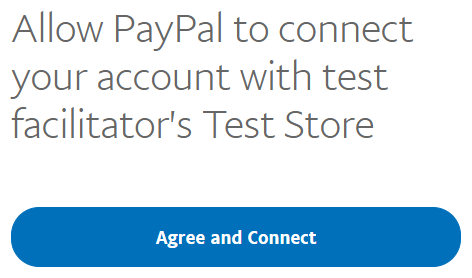 Allow PayPal to connect
your account with test
facilitator's Test Store
Agree and Connect